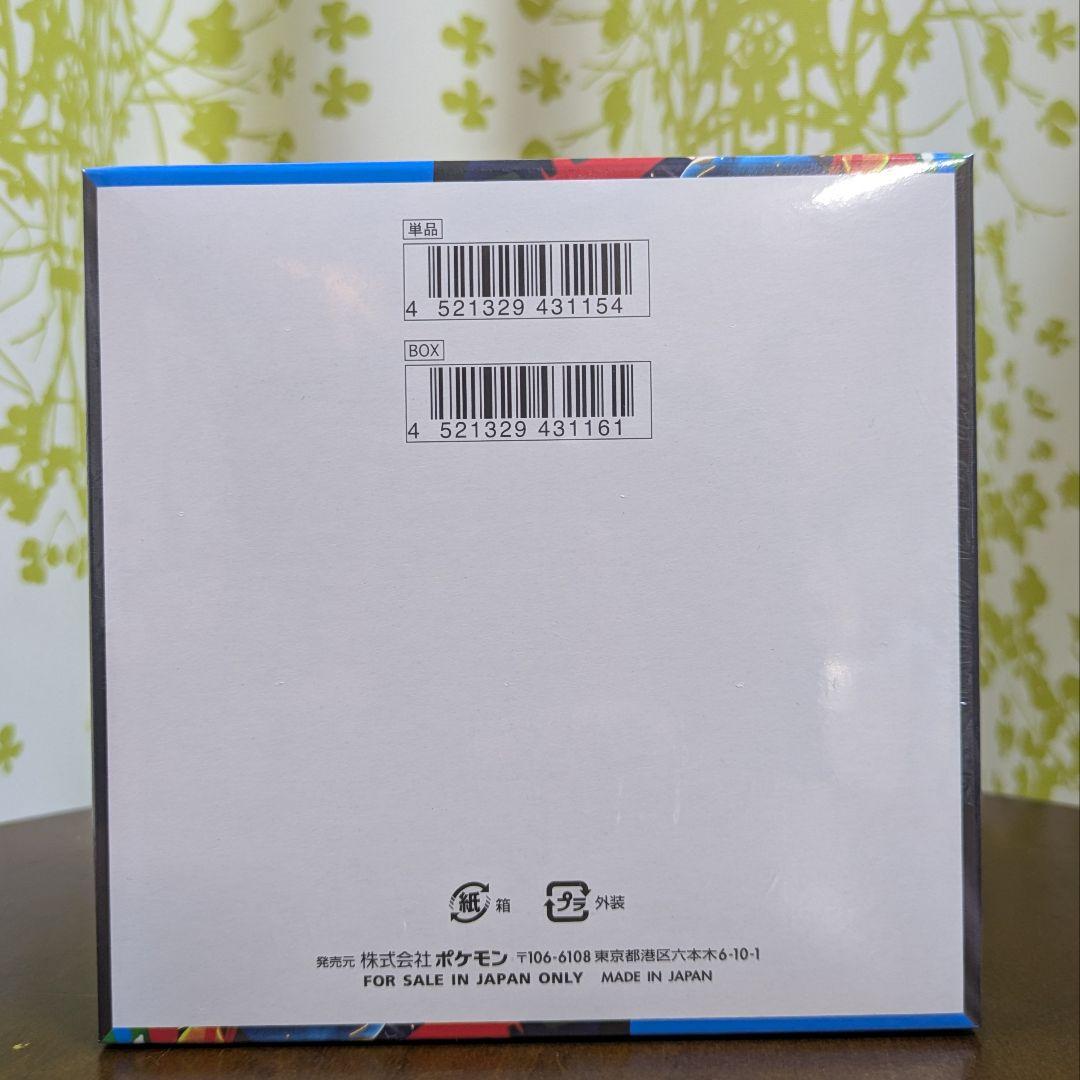 単品
4 521329 431154
BOX
4 521329 431161
紙 箱 プラ 外装
発売元 株式会社ポケモン 〒106-6108 東京都港区六本木6-10-1
FOR SALE IN JAPAN ONLY MADE IN JAPAN